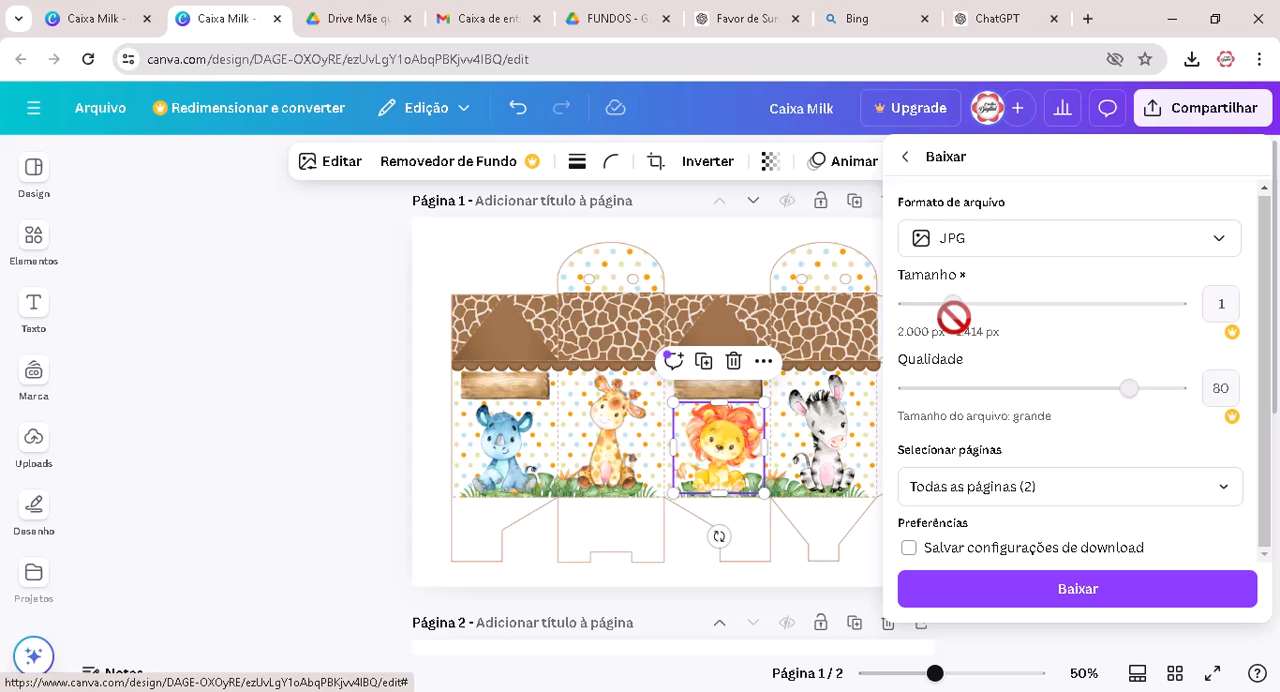 Caixa Milk -
Caixa Milk -
Drive Mãe qu
Caixa de ent
FUNDOS - G
Favor de Sur
Bing
ChatGPT
canva.com/design/DAGE-OXOyRE/ezUvLgY1oAbqPBKjvv4IBQ/edit
Arquivo
Redimensionar e converter
Edição
Caixa Milk
Upgrade
Compartilhar
Editar
Removedor de Fundo
Inverter
Animar
Baixar
Design
Elementos
Texto
Marca
Uploads
Desenho
Projetos
Página 1 - Adicionar título à página
Formato de arquivo
JPG
Tamanho ×
1
2.000 px
.414 px
Qualidade
80
Tamanho do arquivo: grande
Selecionar páginas
Todas as páginas (2)
Preferências
Salvar configurações de download
Baixar
Página 2 - Adicionar título à página
Notas
Página 1 / 2
50%
https://www.canva.com/design/DAGE-OXOyRE/ezUvLgY1oAbqPBKjvv4IBQ/edit#